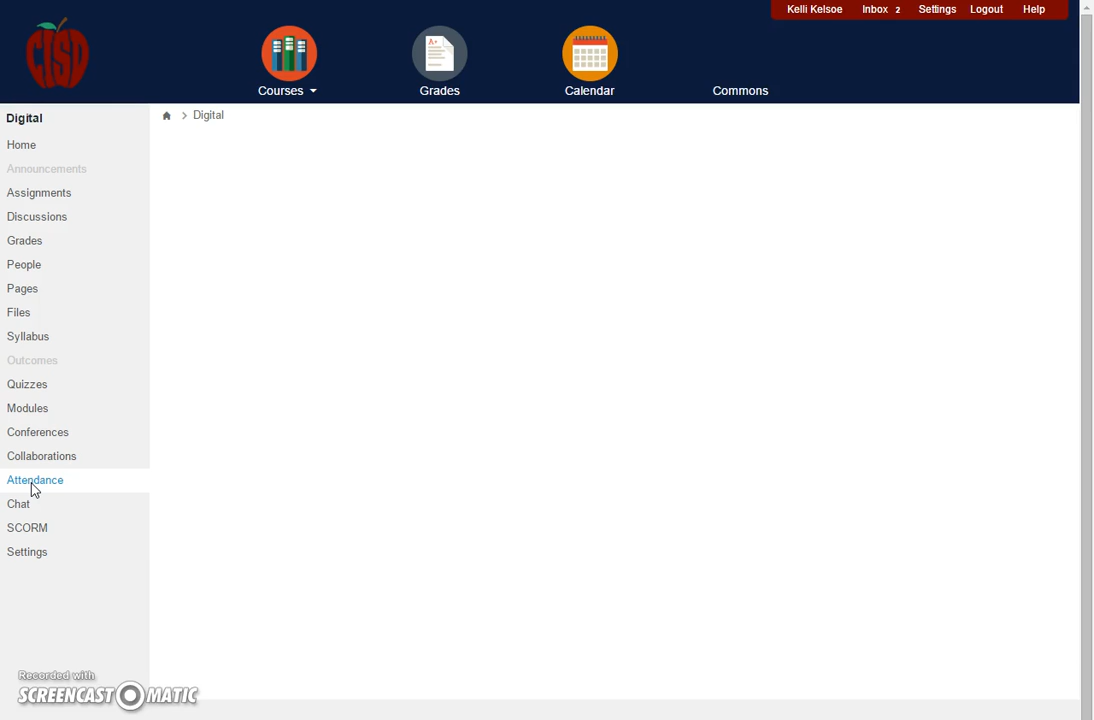 Kelli Kelsoe Inbox 2 Settings Logout Help
CISD
A+
Courses Grades Calendar Commons
Digital
> Digital
Home
Announcements
Assignments
Discussions
Grades
People
Pages
Files
Syllabus
Outcomes
Quizzes
Modules
Conferences
Collaborations
Attendance
Chat
SCORM
Settings
Recorded with
SCREENCAST-O-MATIC